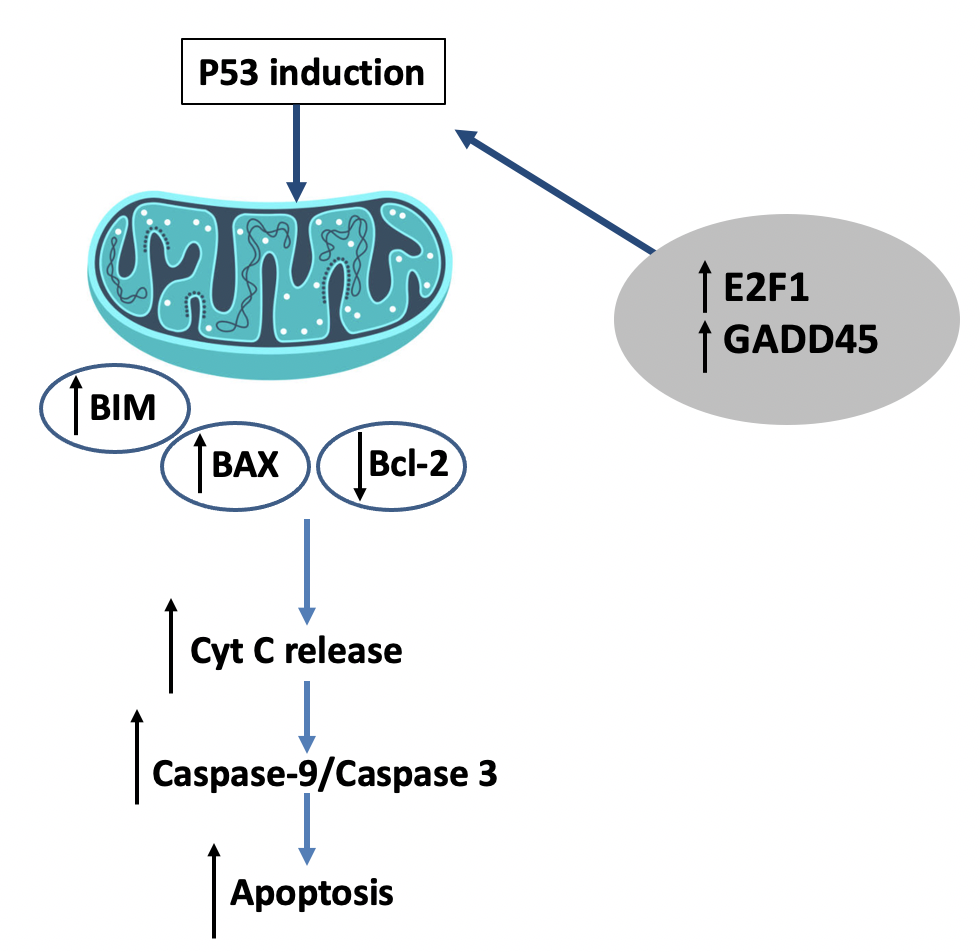 P53 induction
E2F1
GADD45
BIM
BAX
Bcl-2
Cyt C release
Caspase-9/Caspase 3
Apoptosis